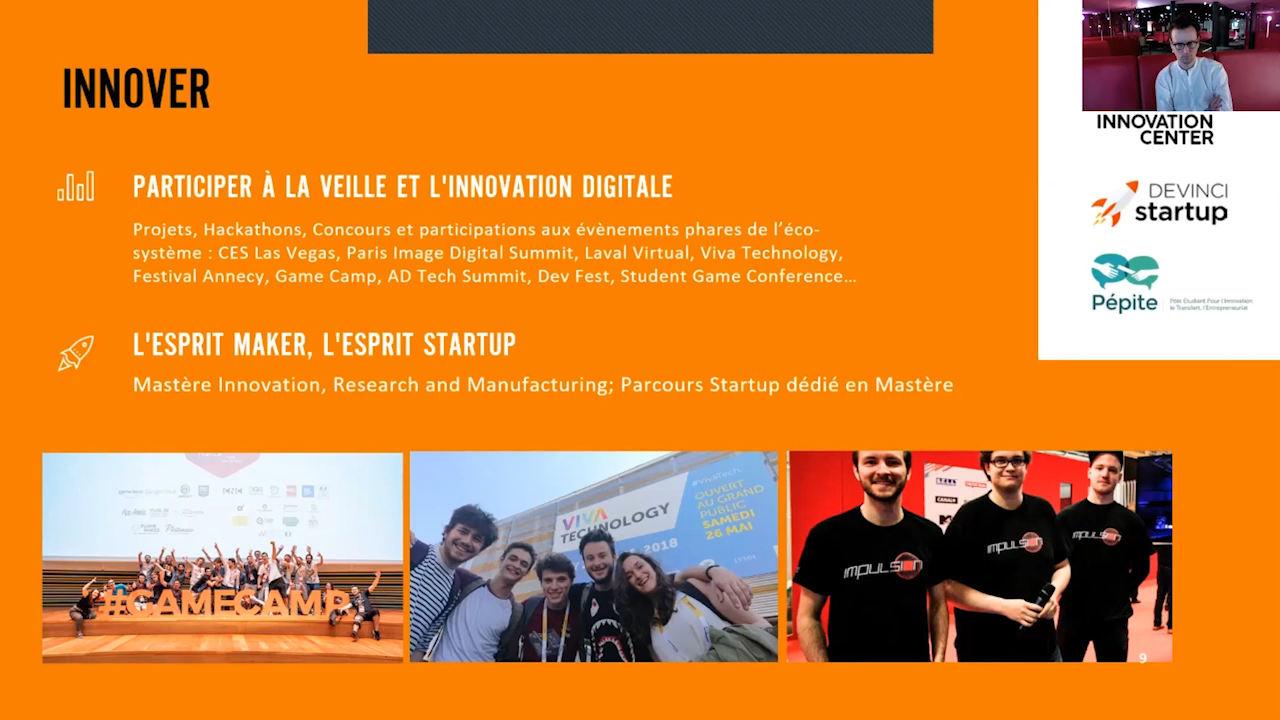 INNOVER
INNOVATION
CENTER
DEVINCI
startup
Pépite
Pôle Etudiant Pour l'Innovation,
le Transfert, l'Entrepreneuriat
PARTICIPER À LA VEILLE ET L'INNOVATION DIGITALE
Projets, Hackathons, Concours et participations aux évènements phares de l'éco-
système : CES Las Vegas, Paris Image Digital Summit, Laval Virtual, Viva Technology,
Festival Annecy, Game Camp, AD Tech Summit, Dev Fest, Student Game Conference…
L'ESPRIT MAKER, L'ESPRIT STARTUP
Mastère Innovation, Research and Manufacturing; Parcours Startup dédié en Mastère
#GAMECAMP
VIVA
TECHNOLOGY
2018
#VivaTech
OUVERT
AU GRAND
PUBLIC
SAMEDI
26 MAI
CANAL+
IMPULSION
IMPULSION
IMPULSION
9